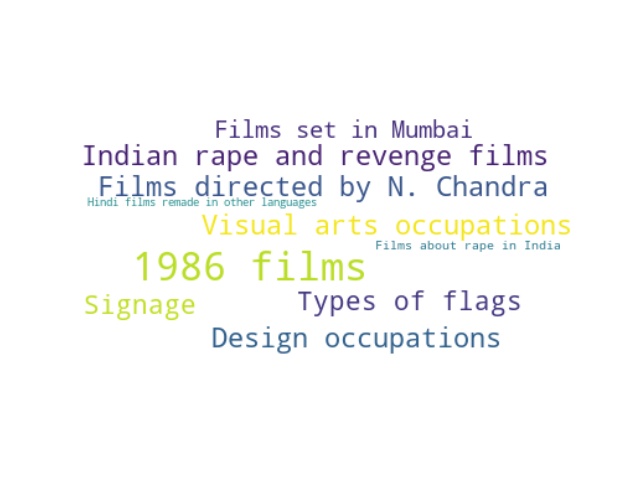 Films set in Mumbai
Indian rape and revenge films
Films directed by N. Chandra
Hindi films remade in other languages
Visual arts occupations
Films about rape in India
1986 films
Signage
Types of flags
Design occupations